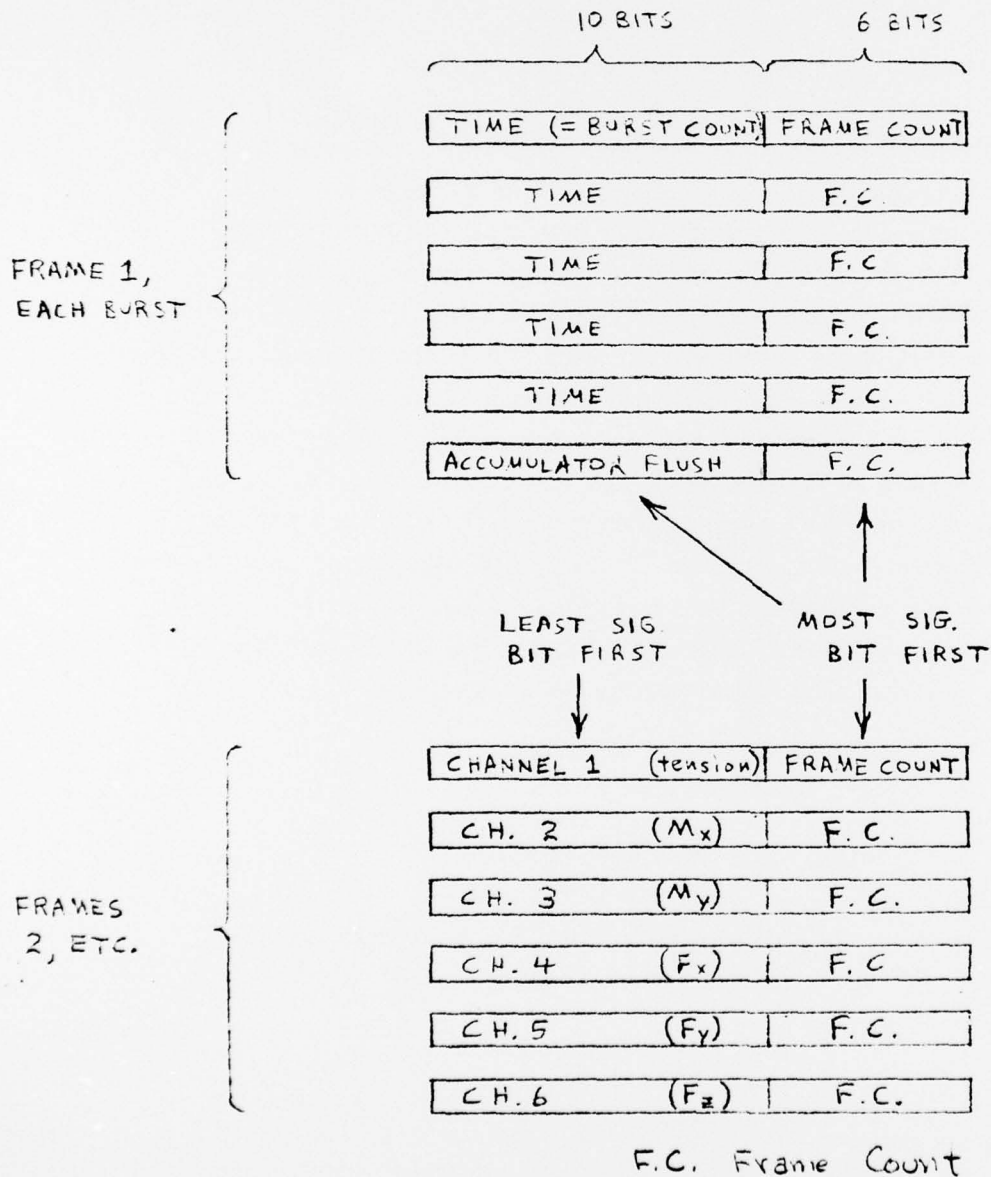 10 BITS 6 BITS
TIME (= BURST COUNT) FRAME COUNT
TIME F. C.
FRAME 1,
EACH BURST
TIME F. C
TIME F. C.
TIME F. C.
ACCUMULATOR FLUSH F. C.
LEAST SIG.
BIT FIRST
MOST SIG.
BIT FIRST
CHANNEL 1 (tension) FRAME COUNT
CH. 2 (Mx) F. C.
CH. 3 (My) F. C.
FRAMES
2, ETC.
CH. 4 (Fx) F. C
CH. 5 (Fy) F. C.
CH. 6 (Fz) F. C.
F.C. Frame Count